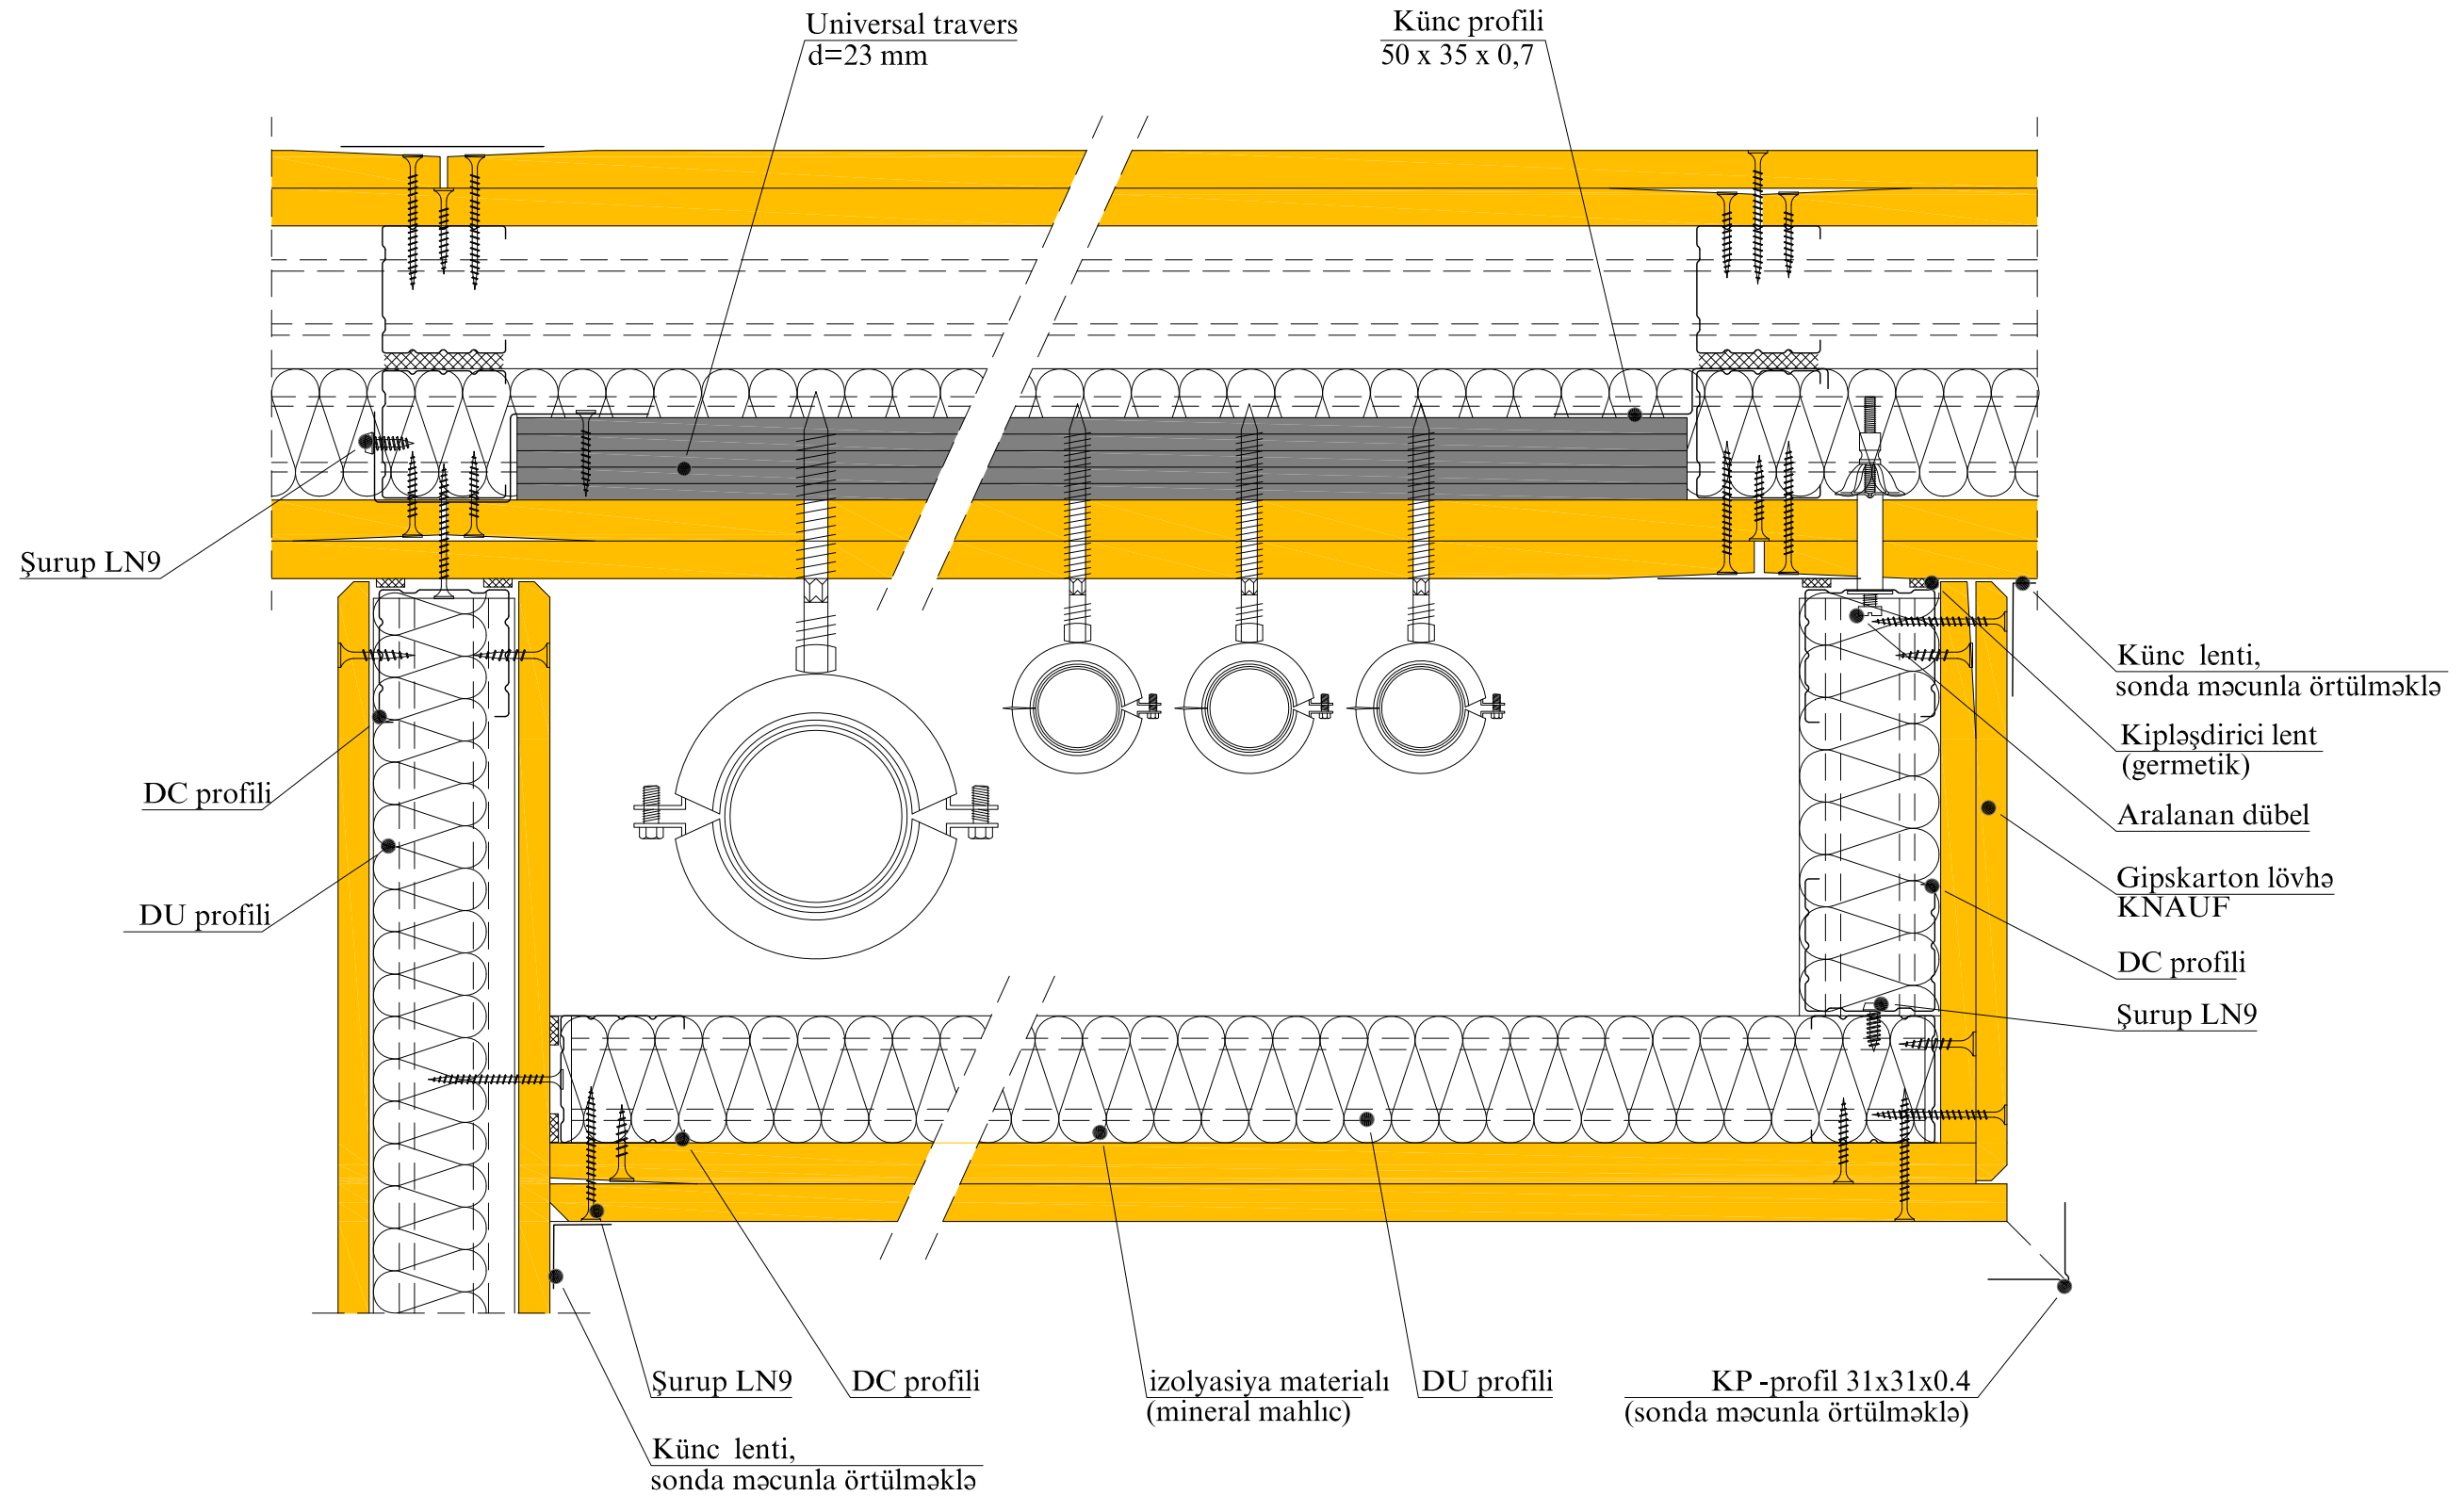 Universal travers
d=23 mm
Künc profili
50 x 35 x 0,7
Şurup LN9
DC profili
DU profili
Künc lenti,
sonda məcunla örtülməklə
Kipləşdirici lent
(germetik)
Aralanan dübel
Gipskarton lövhə
KNAUF
DC profili
Şurup LN9
Şurup LN9
DC profili
izolyasiya materialı
(mineral mahlıc)
DU profili
KP -profil 31x31x0.4
(sonda məcunla örtülməklə)
Künc lenti,
sonda məcunla örtülməklə